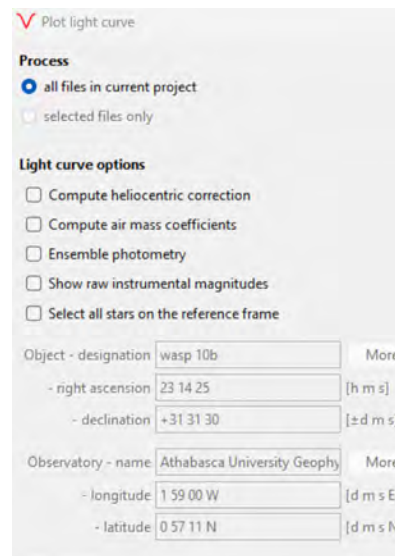 Plot light curve
Process
all files in current project
selected files only
Light curve options
Compute heliocentric correction
Compute air mass coefficients
Ensemble photometry
Show raw instrumental magnitudes
Select all stars on the reference frame
Object - designation wasp 10b More
- right ascension 23 14 25 [h m s]
- declination +31 31 30 [±d m s
Observatory - name Athabasca University Geophy More
- longitude 1 59 00 W [d m s E
- latitude 0 57 11 N [d m s N